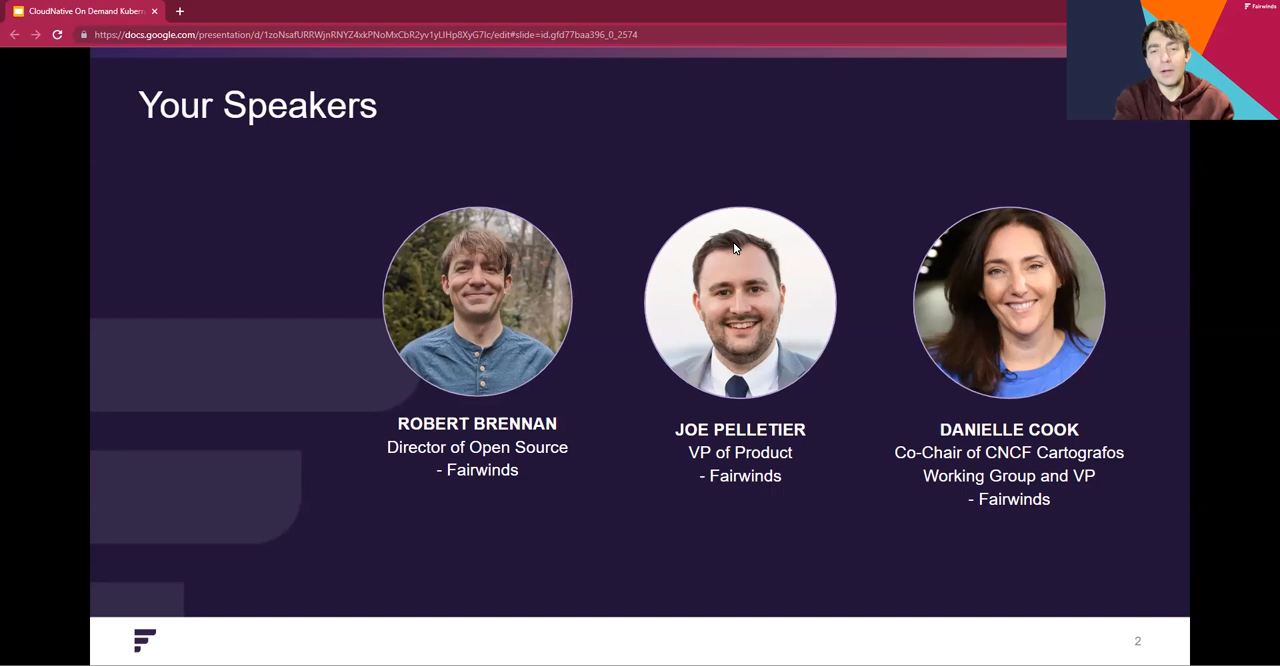 CloudNative On Demand Kubern
https://docs.google.com/presentation/d/1zoNsafURRWjnRNYZ4xkPNoMxCbR2yv1yLIHp8XyG7lc/edit#slide=id.gfd77baa396_0_2574
Fairwinds
Your Speakers
ROBERT BRENNAN
Director of Open Source
- Fairwinds
JOE PELLETIER
VP of Product
- Fairwinds
DANIELLE COOK
Co-Chair of CNCF Cartografos
Working Group and VP
- Fairwinds
2